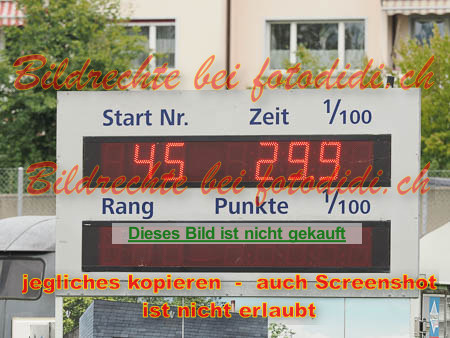 Bildrechte bei fotodidi.ch
Start Nr. Zeit 1/100
45 299
Bildrechte bei fotodidi.ch
Rang Punkte 1/100
Dieses Bild ist nicht gekauft
jegliches kopieren - auch Screenshot
ist nicht erlaubt